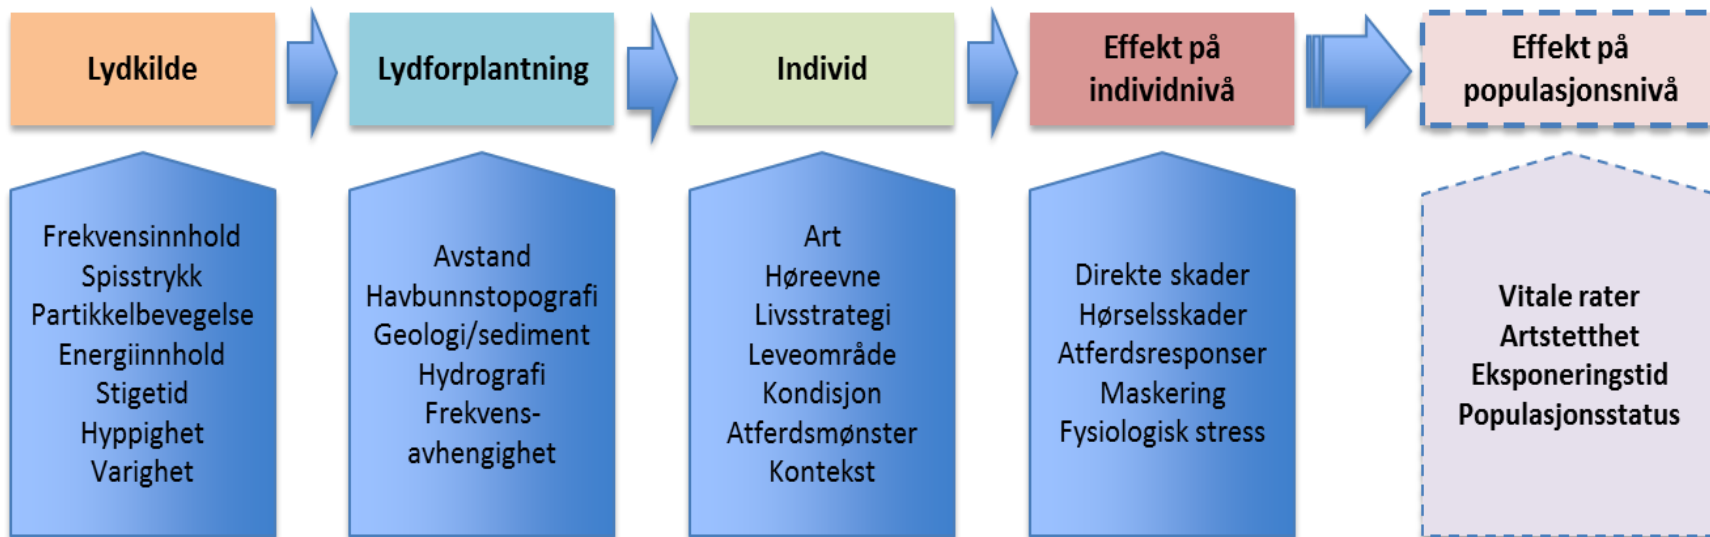 Lydkilde
Lydforplantning
Individ
Effekt på
individnivå
Effekt på
populasjonsnivå
Frekvensinnhold
Spisstrykk
Partikkelbevegelse
Energiinnhold
Stigetid
Hyppighet
Varighet
Avstand
Havbunnstopografi
Geologi/sediment
Hydrografi
Frekvens-
avhengighet
Art
Høreevne
Livsstrategi
Leveområde
Kondisjon
Atferdsmønster
Kontekst
Direkte skader
Hørselsskader
Atferdsresponser
Maskering
Fysiologisk stress
Vitale rater
Artstetthet
Eksponeringstid
Populasjonsstatus